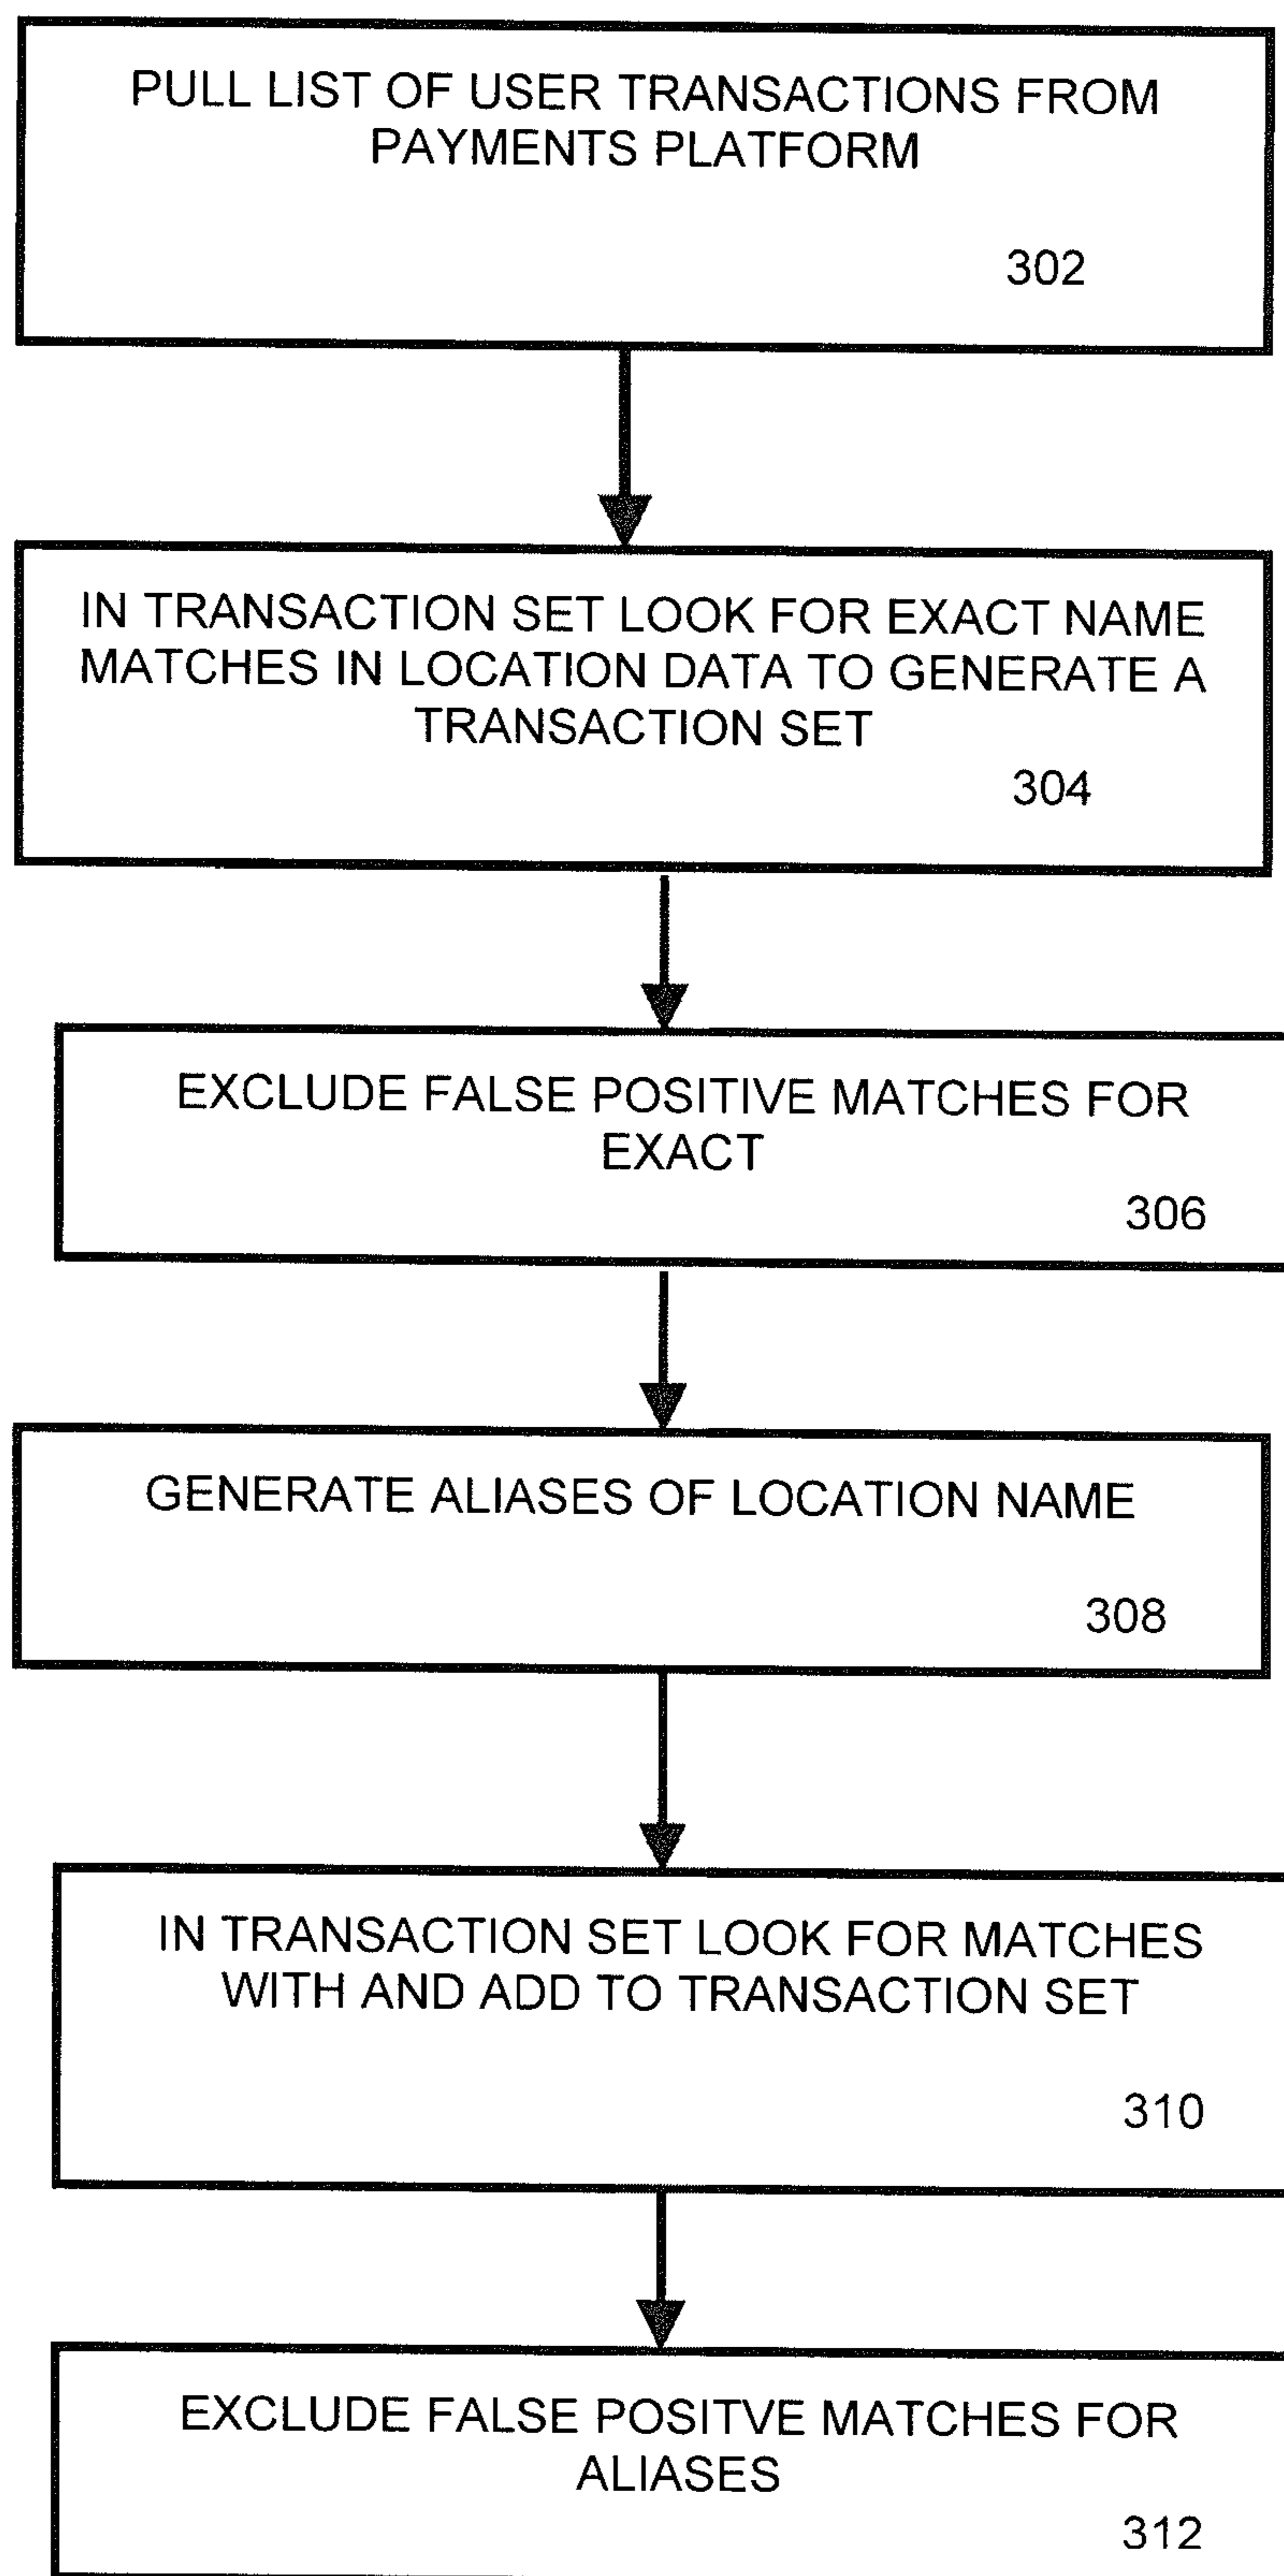 PULL LIST OF USER TRANSACTIONS FROM
PAYMENTS PLATFORM
302
IN TRANSACTION SET LOOK FOR EXACT NAME
MATCHES IN LOCATION DATA TO GENERATE A
TRANSACTION SET
304
EXCLUDE FALSE POSITIVE MATCHES FOR
EXACT
306
GENERATE ALIASES OF LOCATION NAME
308
IN TRANSACTION SET LOOK FOR MATCHES
WITH AND ADD TO TRANSACTION SET
310
EXCLUDE FALSE POSITVE MATCHES FOR
ALIASES
312